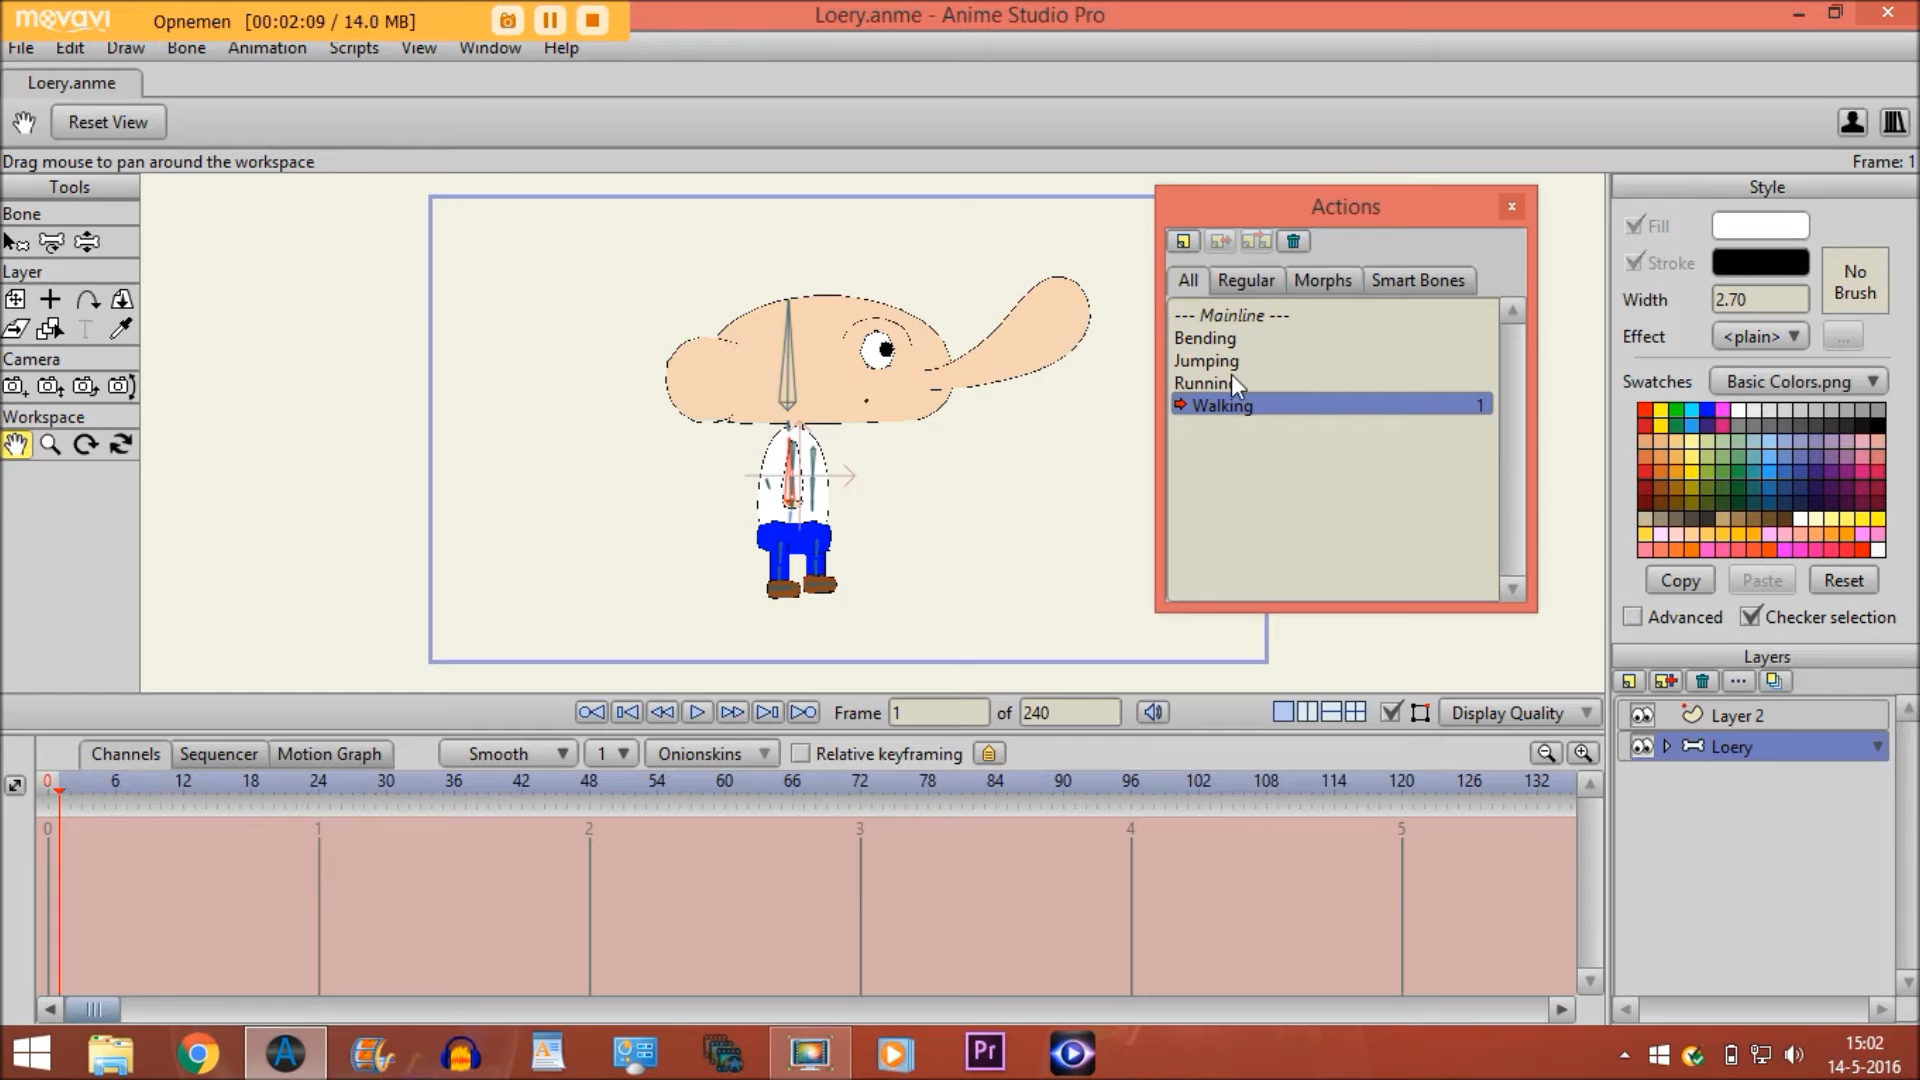 movavi
Opnemen [00:02:09 / 14.0 MB]
Loery.anme - Anime Studio Pro
File Edit Draw Bone Animation Scripts View Window Help
Loery.anme
Reset View
Drag mouse to pan around the workspace
Frame: 1
Tools
Bone
Layer
Camera
Workspace
Actions
All Regular Morphs Smart Bones
--- Mainline ---
Bending
Jumping
Running
Walking 1
Style
Fill
Stroke
No Brush
Width 2.70
Effect <plain> ...
Swatches Basic Colors.png
Copy Paste Reset
Advanced Checker selection
Layers
Layer 2
Loery
Frame 1 of 240
Display Quality
Channels Sequencer Motion Graph Smooth 1 Onionskins Relative keyframing
0 6 12 18 24 30 36 42 48 54 60 66 72 78 84 90 96 102 108 114 120 126 132
0 1 2 3 4 5
Pr
15:02
14-5-2016